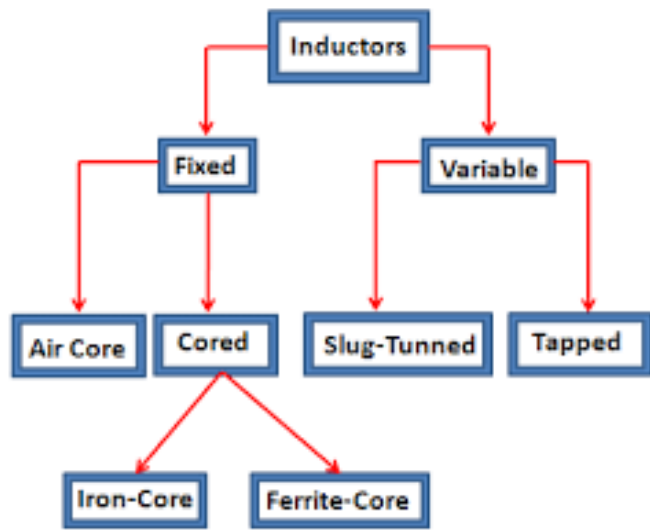 Inductors
Fixed
Variable
Air Core
Cored
Slug-Tunned
Tapped
Iron-Core
Ferrite-Core